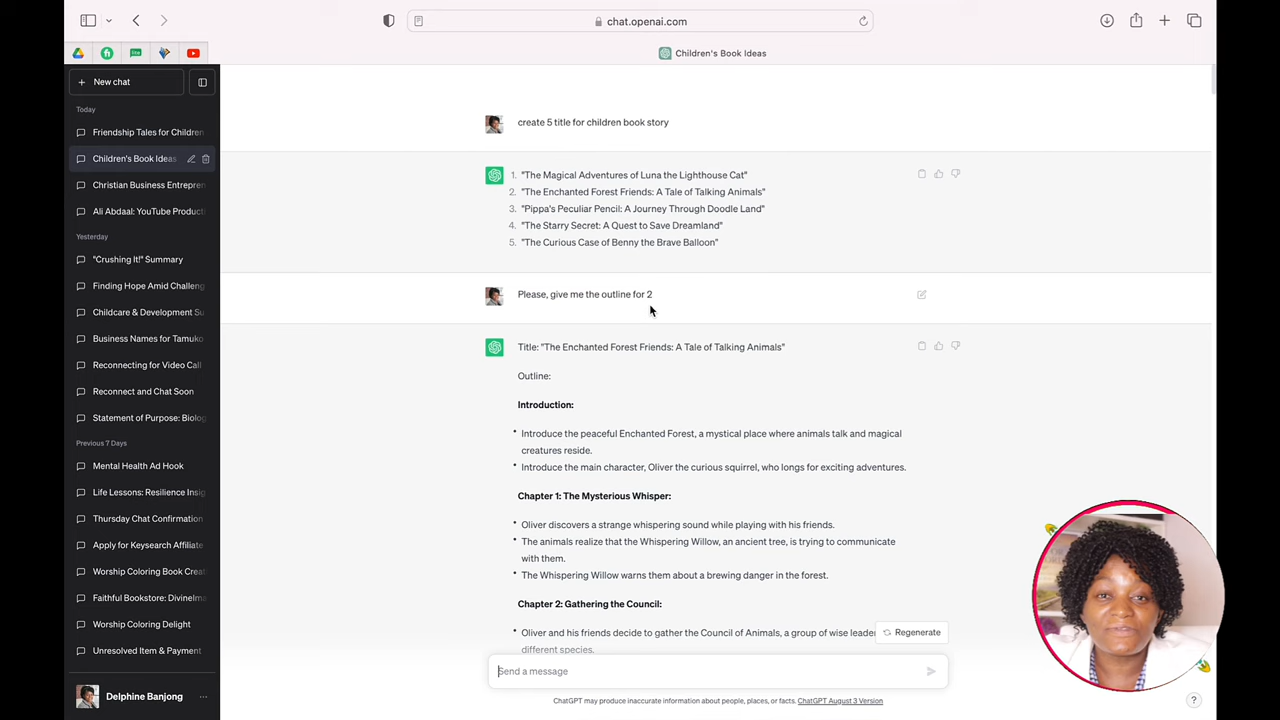 chat.openai.com
Children's Book Ideas
New chat
Today
Friendship Tales for Children
Children's Book Ideas
Christian Business Entrepren
Ali Abdaal: YouTube Product
Yesterday
"Crushing It!" Summary
Finding Hope Amid Challeng
Childcare & Development Su
Business Names for Tamuko
Reconnecting for Video Call
Reconnect and Chat Soon
Statement of Purpose: Biolog
Previous 7 Days
Mental Health Ad Hook
Life Lessons: Resilience Insig
Thursday Chat Confirmation
Apply for Keysearch Affiliate
Worship Coloring Book Crea
Faithful Bookstore: Divinelma
Worship Coloring Delight
Unresolved Item & Payment
Delphine Banjong
create 5 title for children book story
1. "The Magical Adventures of Luna the Lighthouse Cat"
2. "The Enchanted Forest Friends: A Tale of Talking Animals"
3. "Pippa's Peculiar Pencil: A Journey Through Doodle Land"
4. "The Starry Secret: A Quest to Save Dreamland"
5. "The Curious Case of Benny the Brave Balloon"
Please, give me the outline for 2
Title: "The Enchanted Forest Friends: A Tale of Talking Animals"
Outline:
Introduction:
• Introduce the peaceful Enchanted Forest, a mystical place where animals talk and magical
creatures reside.
• Introduce the main character, Oliver the curious squirrel, who longs for exciting adventures.
Chapter 1: The Mysterious Whisper:
• Oliver discovers a strange whispering sound while playing with his friends.
• The animals realize that the Whispering Willow, an ancient tree, is trying to communicate
with them.
• The Whispering Willow warns them about a brewing danger in the forest.
Chapter 2: Gathering the Council:
• Oliver and his friends decide to gather the Council of Animals, a group of wise leade
different species.
Regenerate
Send a message
ChatGPT may produce inaccurate information about people, places, or facts. ChatGPT August 3 Version
?